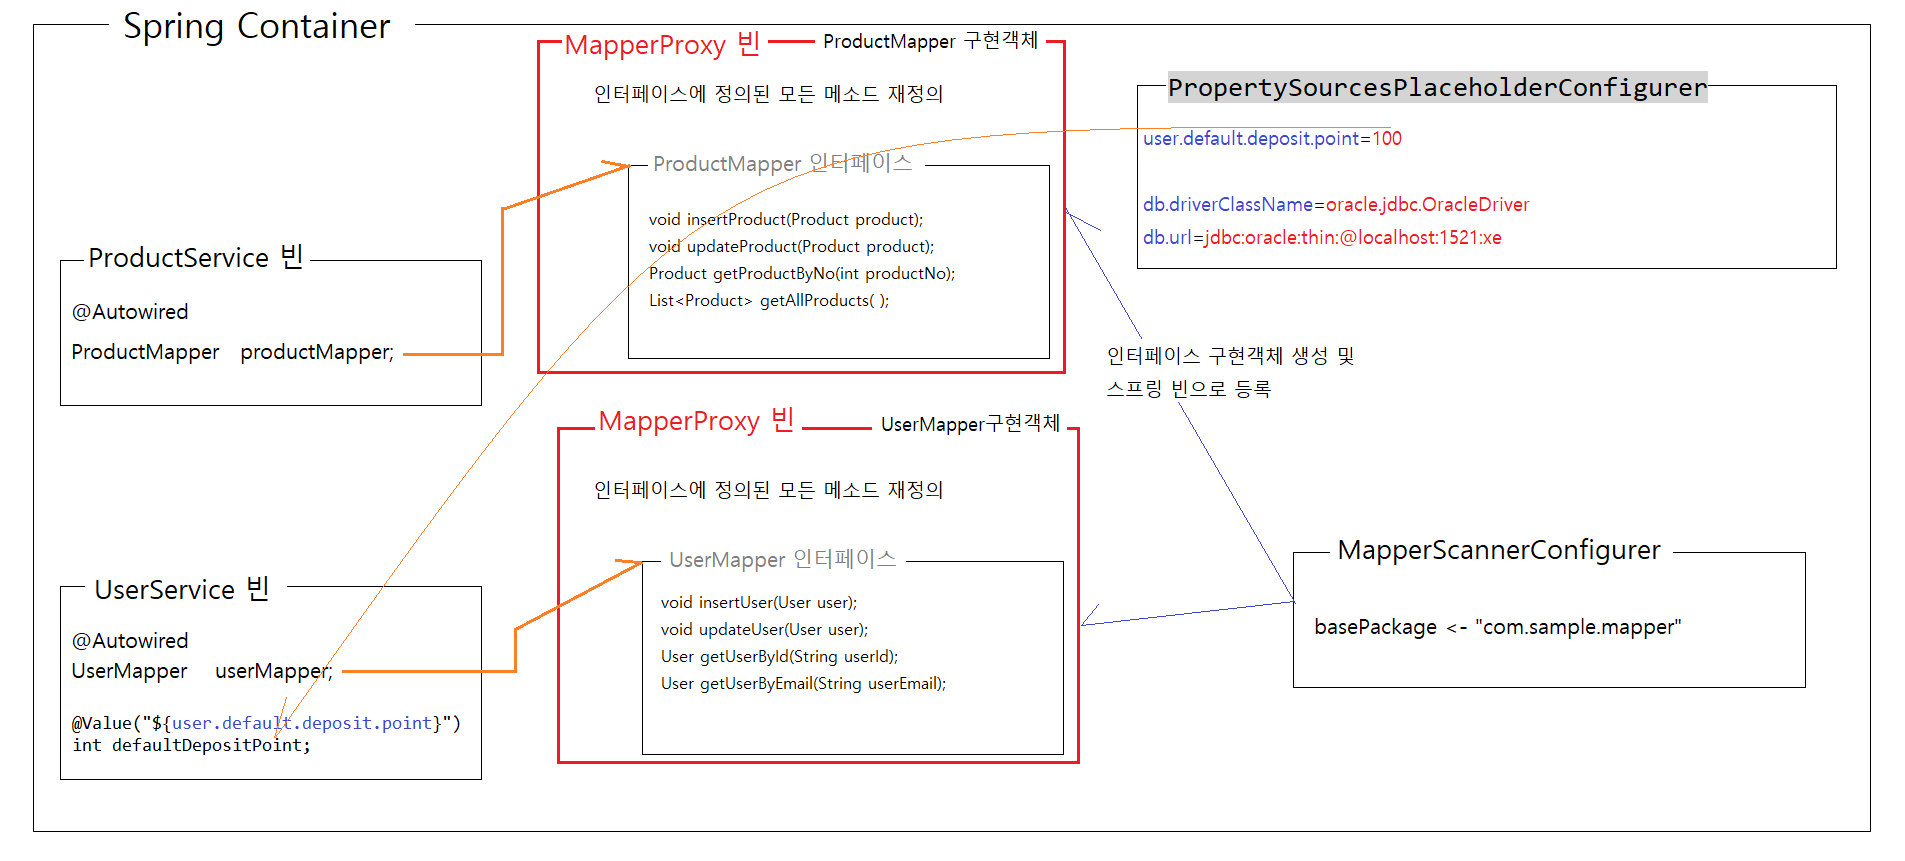 Spring Container
MapperProxy 빈
ProductMapper 구현객체
인터페이스에 정의된 모든 메소드 재정의
ProductMapper 인터페이스
void insertProduct(Product product);
void updateProduct(Product product);
Product getProductByNo(int productNo);
List<Product> getAllProducts( );
PropertySourcesPlaceholderConfigurer
user.default.deposit.point=100
db.driverClassName=oracle.jdbc.OracleDriver
db.url=jdbc:oracle:thin:@localhost:1521:xe
ProductService 빈
@Autowired
ProductMapper productMapper;
인터페이스 구현객체 생성 및
스프링 빈으로 등록
MapperProxy 빈
UserMapper구현객체
인터페이스에 정의된 모든 메소드 재정의
UserMapper 인터페이스
void insertUser(User user);
void updateUser(User user);
User getUserById(String userId);
User getUserByEmail(String userEmail);
UserService 빈
@Autowired
UserMapper userMapper;
@Value("${user.default.deposit.point}")
int defaultDepositPoint;
MapperScannerConfigurer
basePackage <- "com.sample.mapper"